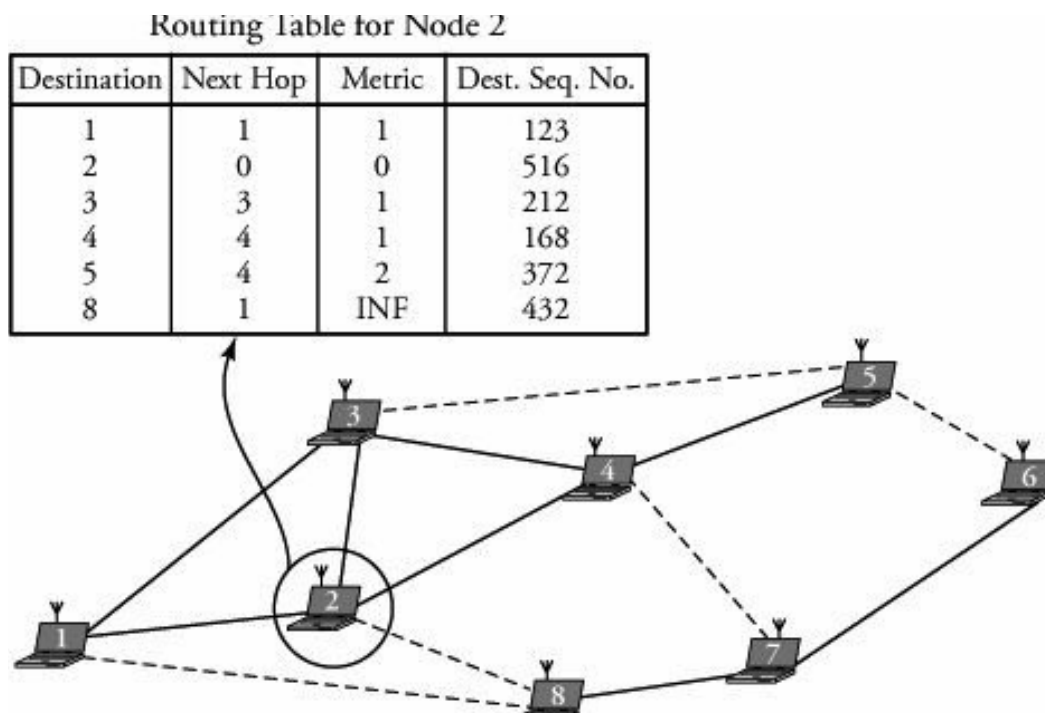 Routing Table for Node 2
Destination Next Hop Metric Dest. Seq. No.
1 1 1 123
2 0 0 516
3 3 1 212
4 4 1 168
5 4 2 372
8 1 INF 432
5
3
4
6
2
1
7
8